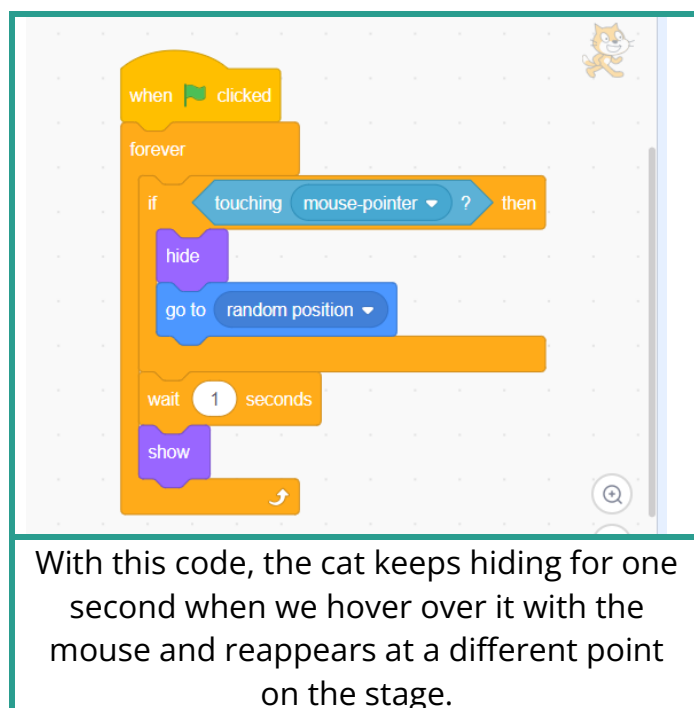 when clicked
forever
if touching mouse-pointer ? then
hide
go to random position
wait 1 seconds
show
With this code, the cat keeps hiding for one
second when we hover over it with the
mouse and reappears at a different point
on the stage.